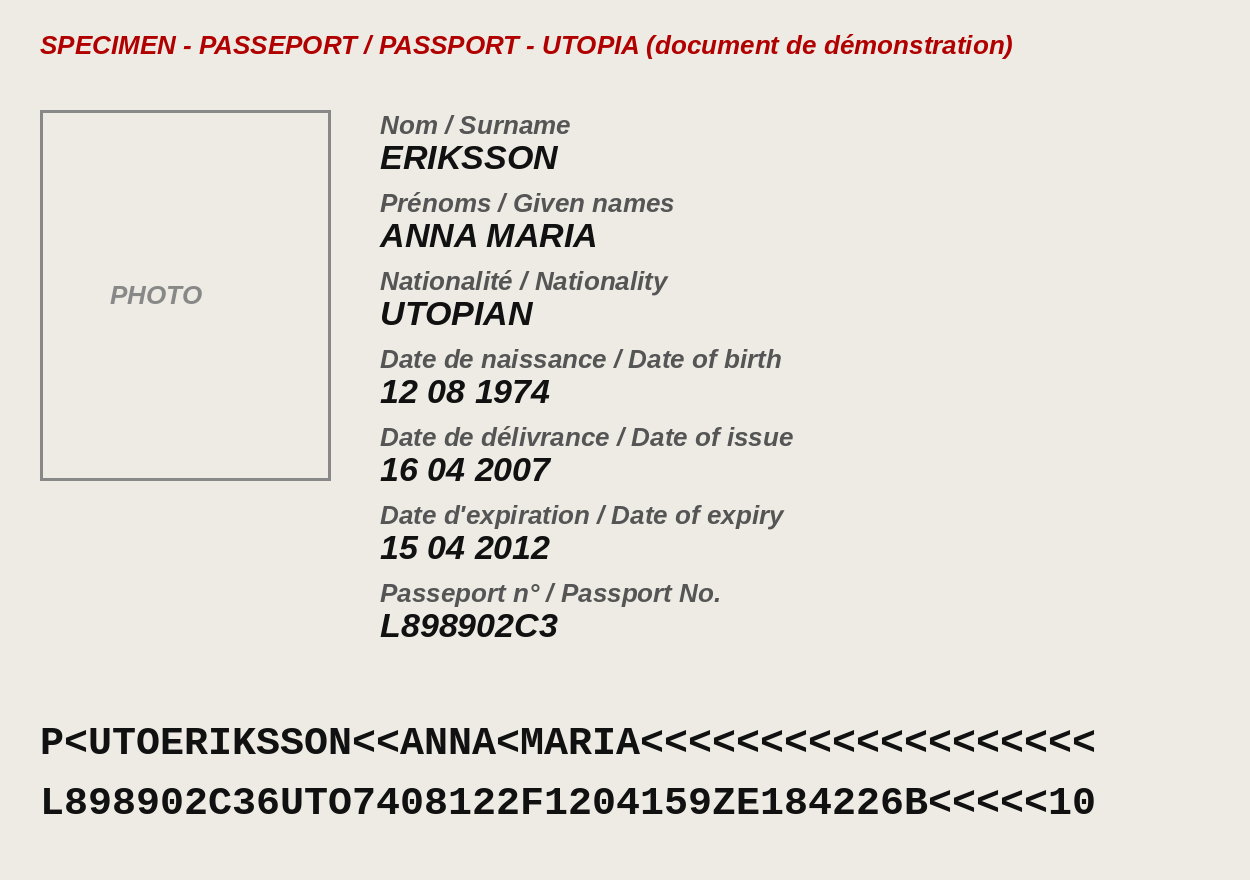 SPECIMEN - PASSEPORT / PASSPORT - UTOPIA (document de démonstration)
Nom / Surname
ERIKSSON
Prénoms / Given names
ANNA MARIA
Nationalité / Nationality
UTOPIAN
Date de naissance / Date of birth
12 08 1974
Date de délivrance / Date of issue
16 04 2007
Date d'expiration / Date of expiry
15 04 2012
Passeport n° / Passport No.
L898902C3
PHOTO
P<UTOERIKSSON<<ANNA<MARIA<<<<<<<<<<<<<<<<<<<
L898902C36UTO7408122F1204159ZE184226B<<<<<10